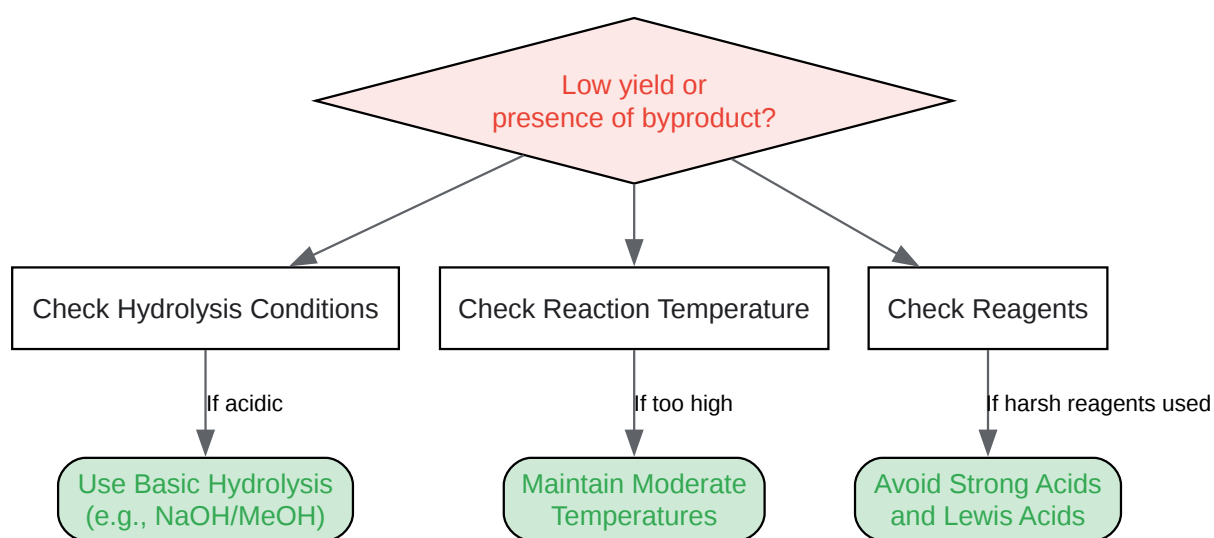 Low yield or
presence of byproduct?
Check Hydrolysis Conditions
Check Reaction Temperature
Check Reagents
If acidic
If too high
If harsh reagents used
Use Basic Hydrolysis
(e.g., NaOH/MeOH)
Maintain Moderate
Temperatures
Avoid Strong Acids
and Lewis Acids